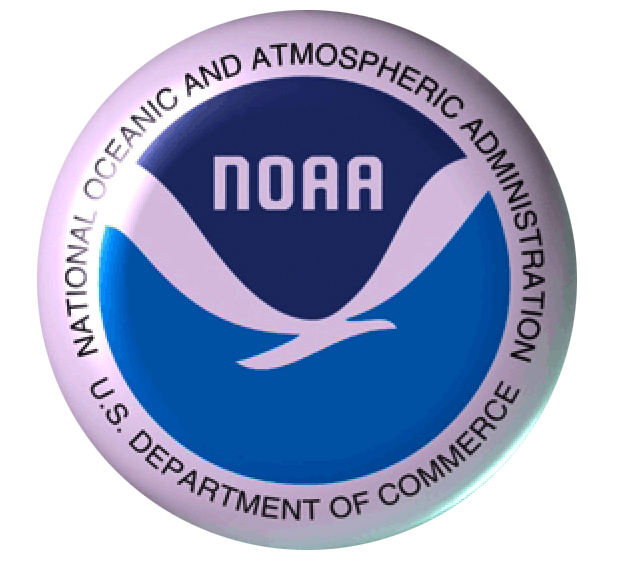 NATIONAL OCEANIC AND ATMOSPHERIC ADMINISTRATION
NOAA
U.S. DEPARTMENT OF COMMERCE